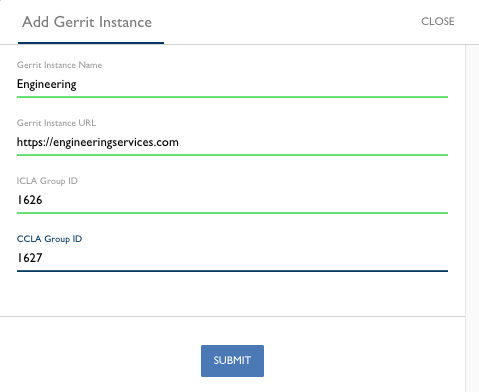 Add Gerrit Instance
CLOSE
Gerrit Instance Name
Engineering
Gerrit Instance URL
https://engineeringservices.com
ICLA Group ID
1626
CCLA Group ID
1627
SUBMIT